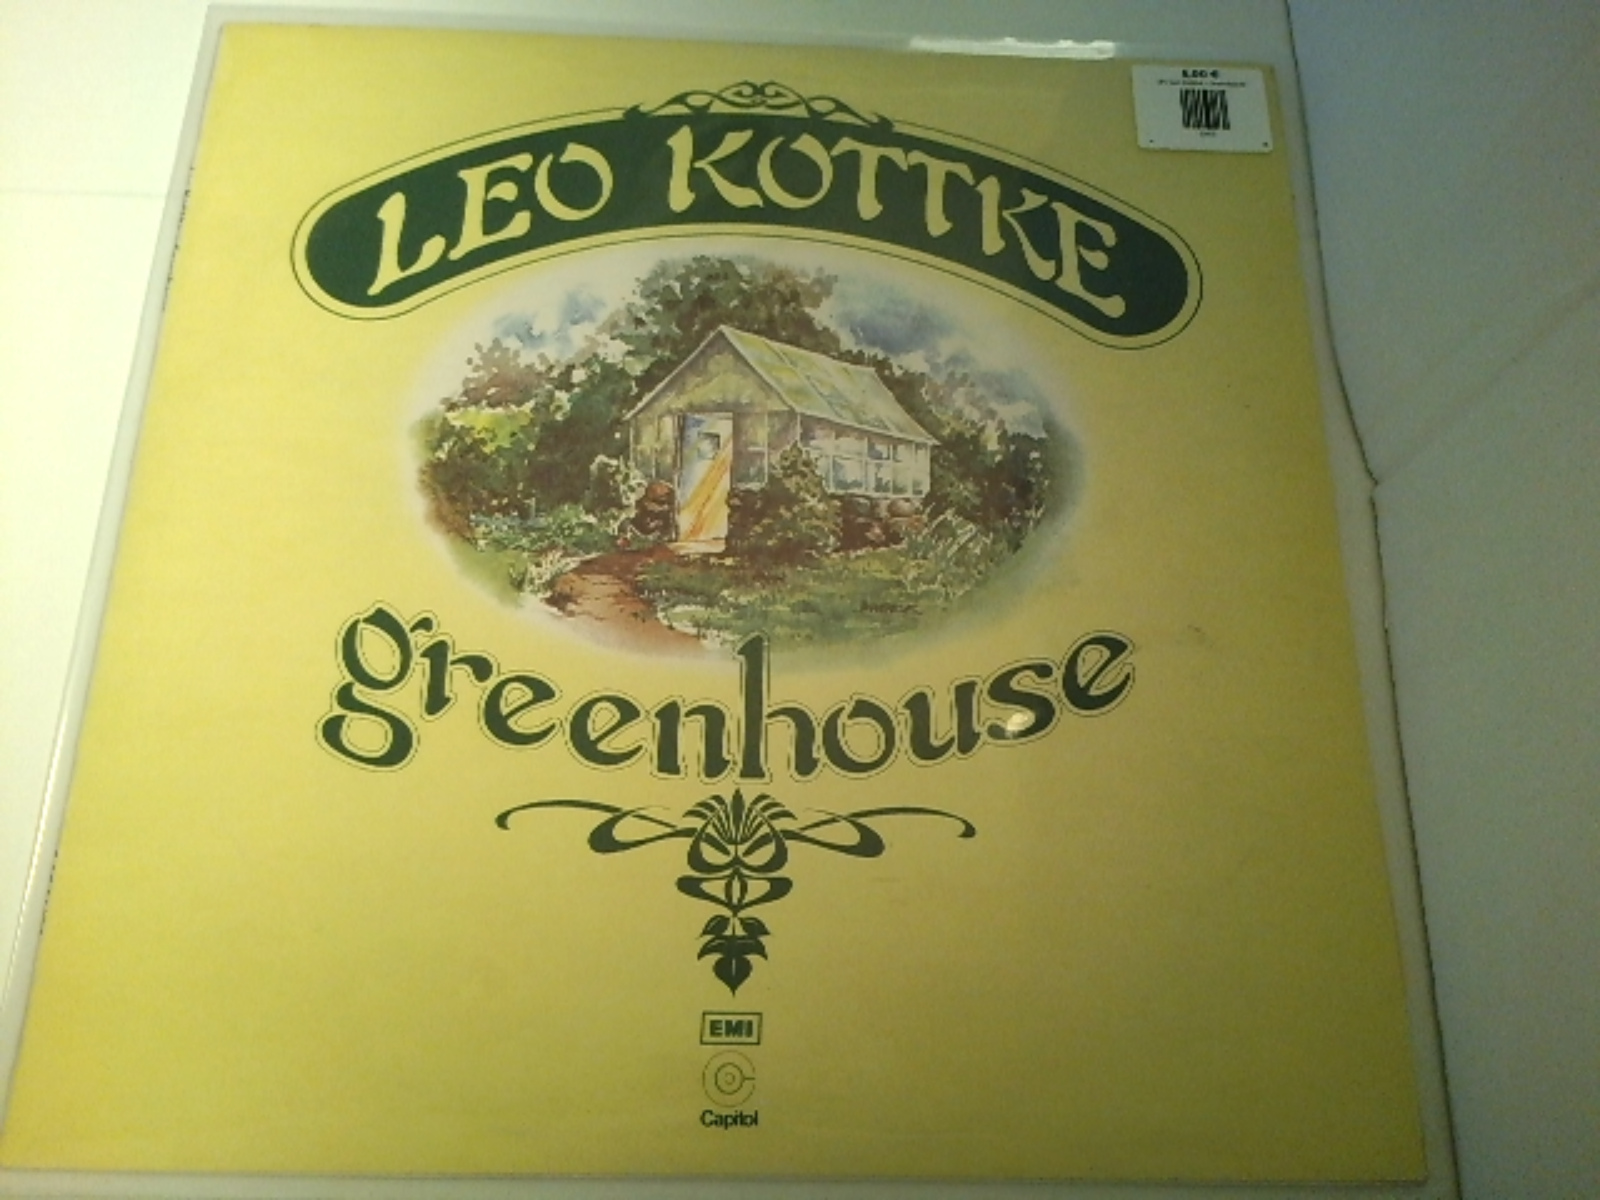 LEO KOTTKE
greenhouse
EMI
Capitol